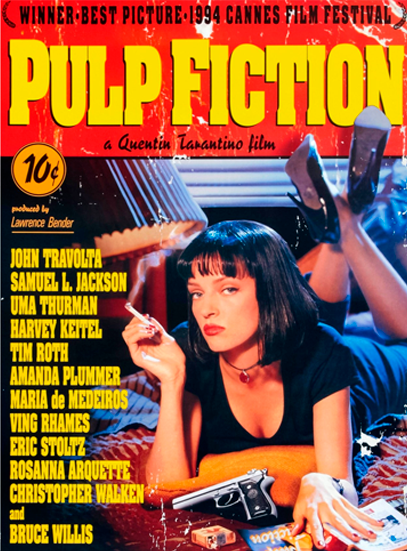 WINNER·BEST PICTURE·1994 CANNES FILM FESTIVAL
PULP FICTION
a Quentin Tarantino film
10¢
produced by
Lawrence Bender
JOHN TRAVOLTA
SAMUEL L. JACKSON
UMA THURMAN
HARVEY KEITEL
TIM ROTH
AMANDA PLUMMER
MARIA de MEDEIROS
VING RHAMES
ERIC STOLTZ
ROSANNA ARQUETTE
CHRISTOPHER WALKEN
and
BRUCE WILLIS
Fiction